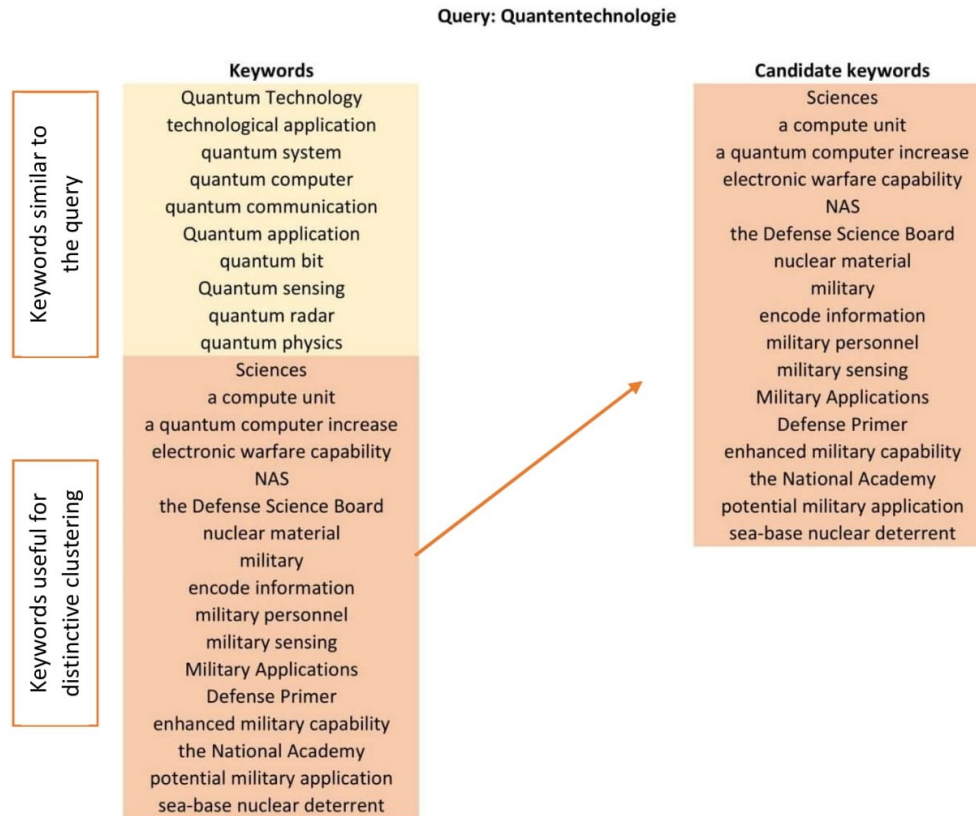 Query: Quantentechnologie
Keywords similar to
the query
Keywords useful for
distinctive clustering
Keywords
Quantum Technology
technological application
quantum system
quantum computer
quantum communication
Quantum application
quantum bit
Quantum sensing
quantum radar
quantum physics
Sciences
a compute unit
a quantum computer increase
electronic warfare capability
NAS
the Defense Science Board
nuclear material
military
encode information
military personnel
military sensing
Military Applications
Defense Primer
enhanced military capability
the National Academy
potential military application
sea-base nuclear deterrent
Candidate keywords
Sciences
a compute unit
a quantum computer increase
electronic warfare capability
NAS
the Defense Science Board
nuclear material
military
encode information
military personnel
military sensing
Military Applications
Defense Primer
enhanced military capability
the National Academy
potential military application
sea-base nuclear deterrent